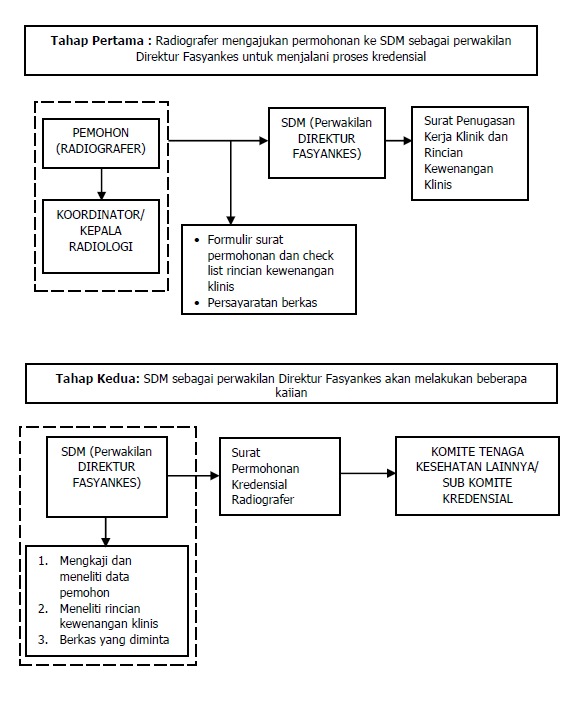 Tahap Pertama : Radiografer mengajukan permohonan ke SDM sebagai perwakilan
Direktur Fasyankes untuk menjalani proses kredensial
PEMOHON
(RADIOGRAFER)
KOORDINATOR/
KEPALA
RADIOLOGI
SDM (Perwakilan
DIREKTUR
FASYANKES)
Surat Penugasan
Kerja Klinik dan
Rincian
Kewenangan
Klinis
• Formulir surat
permohonan dan check
list rincian kewenangan
klinis
• Persayaratan berkas
Tahap Kedua: SDM sebagai perwakilan Direktur Fasyankes akan melakukan beberapa
kaiian
SDM (Perwakilan
DIREKTUR
FASYANKES)
1. Mengkaji dan
meneliti data
pemohon
2. Meneliti rincian
kewenangan klinis
3. Berkas yang diminta
Surat
Permohonan
Kredensial
Radiografer
KOMITE TENAGA
KESEHATAN LAINNYA/
SUB KOMITE
KREDENSIAL